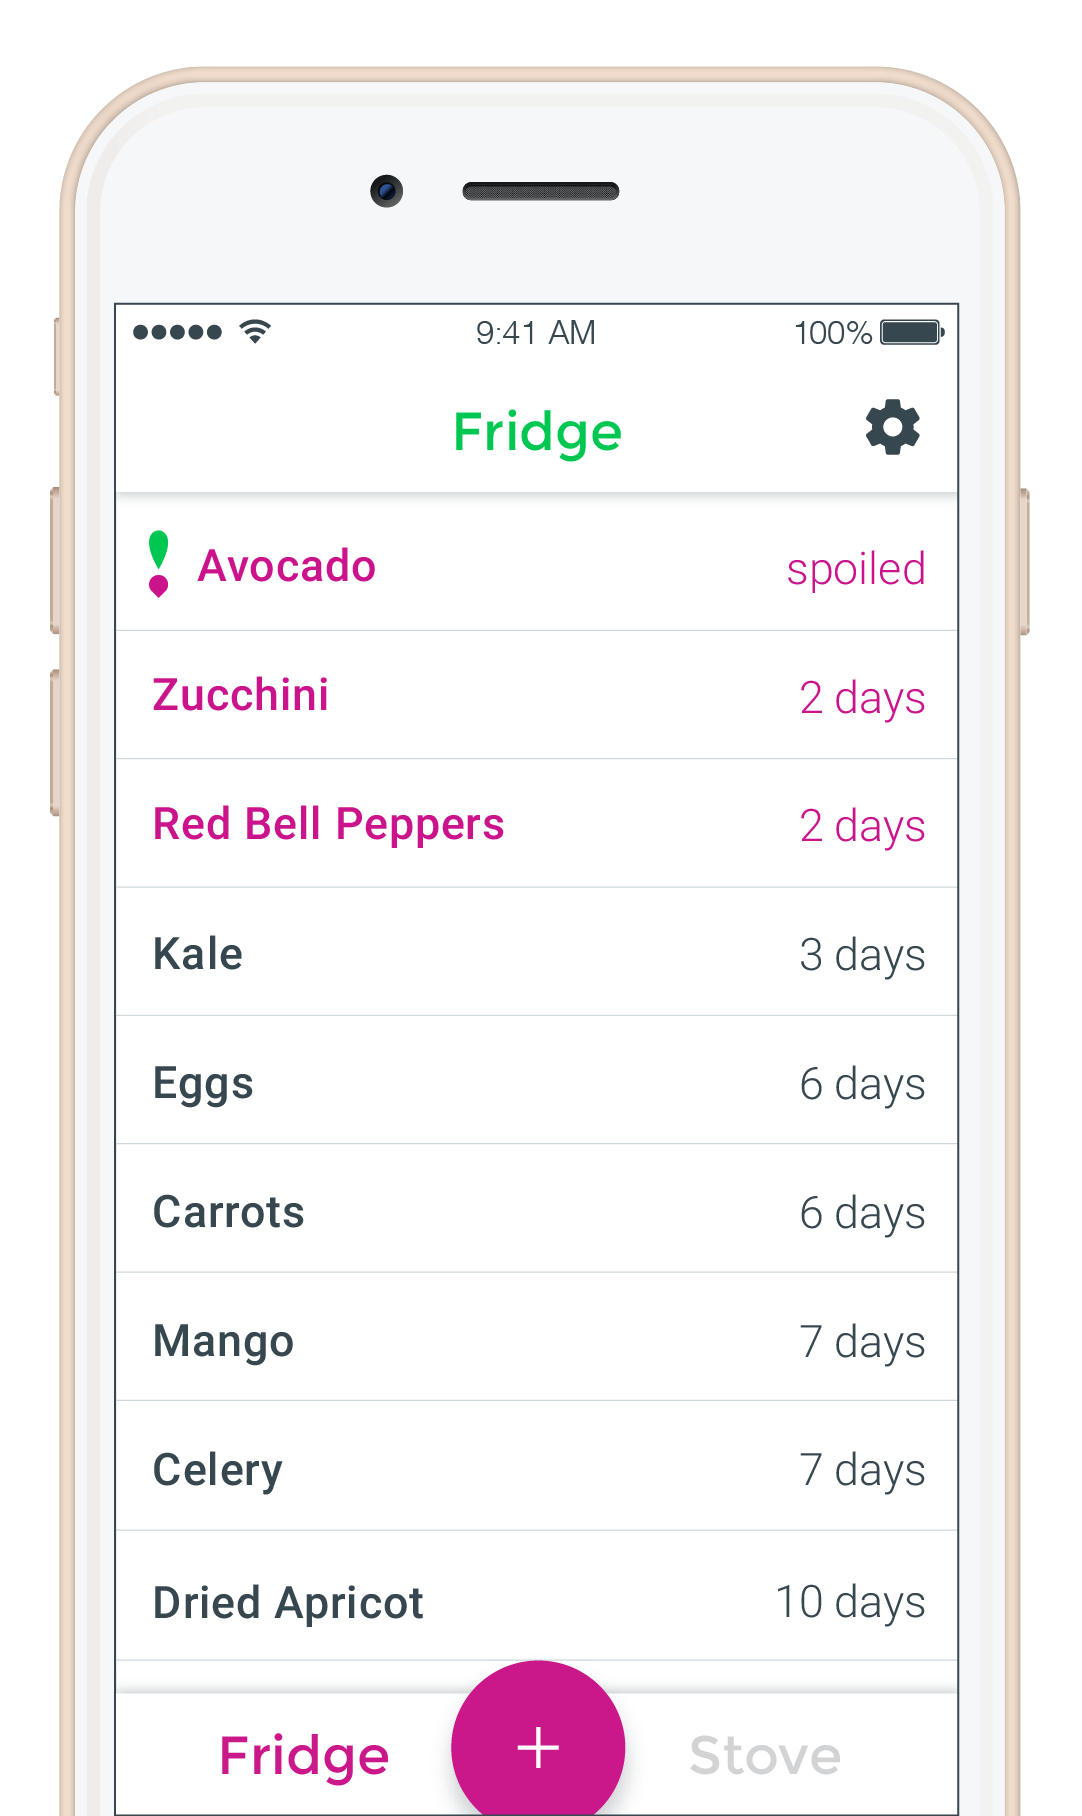 9:41 AM 100%
Fridge
Avocado spoiled
Zucchini 2 days
Red Bell Peppers 2 days
Kale 3 days
Eggs 6 days
Carrots 6 days
Mango 7 days
Celery 7 days
Dried Apricot 10 days
Fridge + Stove